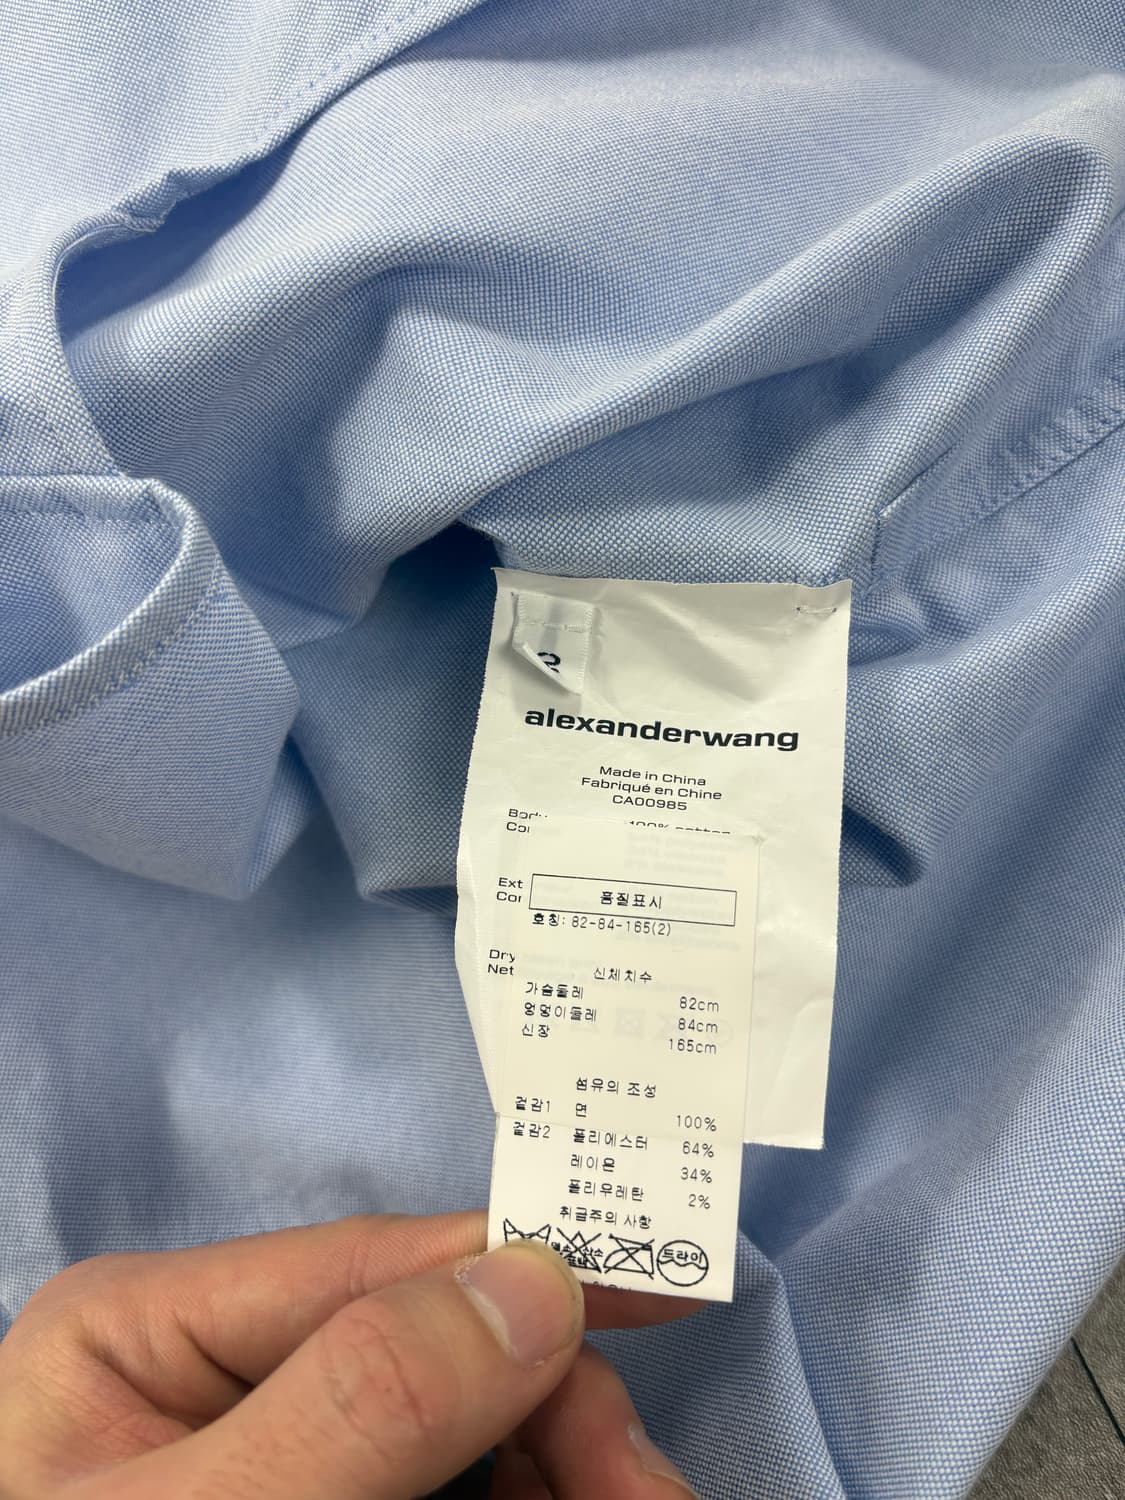 2
alexanderwang
Made in China
Fabriqué en Chine
CA00985
100% cotton
Ext
Dry
Net
품질표시
호칭: 82-84-165(2)
신체치수
가슴둘레 82cm
엉덩이둘레 84cm
신장 165cm
섬유의 조성
겉감1 면 100%
겉감2 폴리에스터 64%
레이온 34%
폴리우레탄 2%
취급주의 사항
드라이